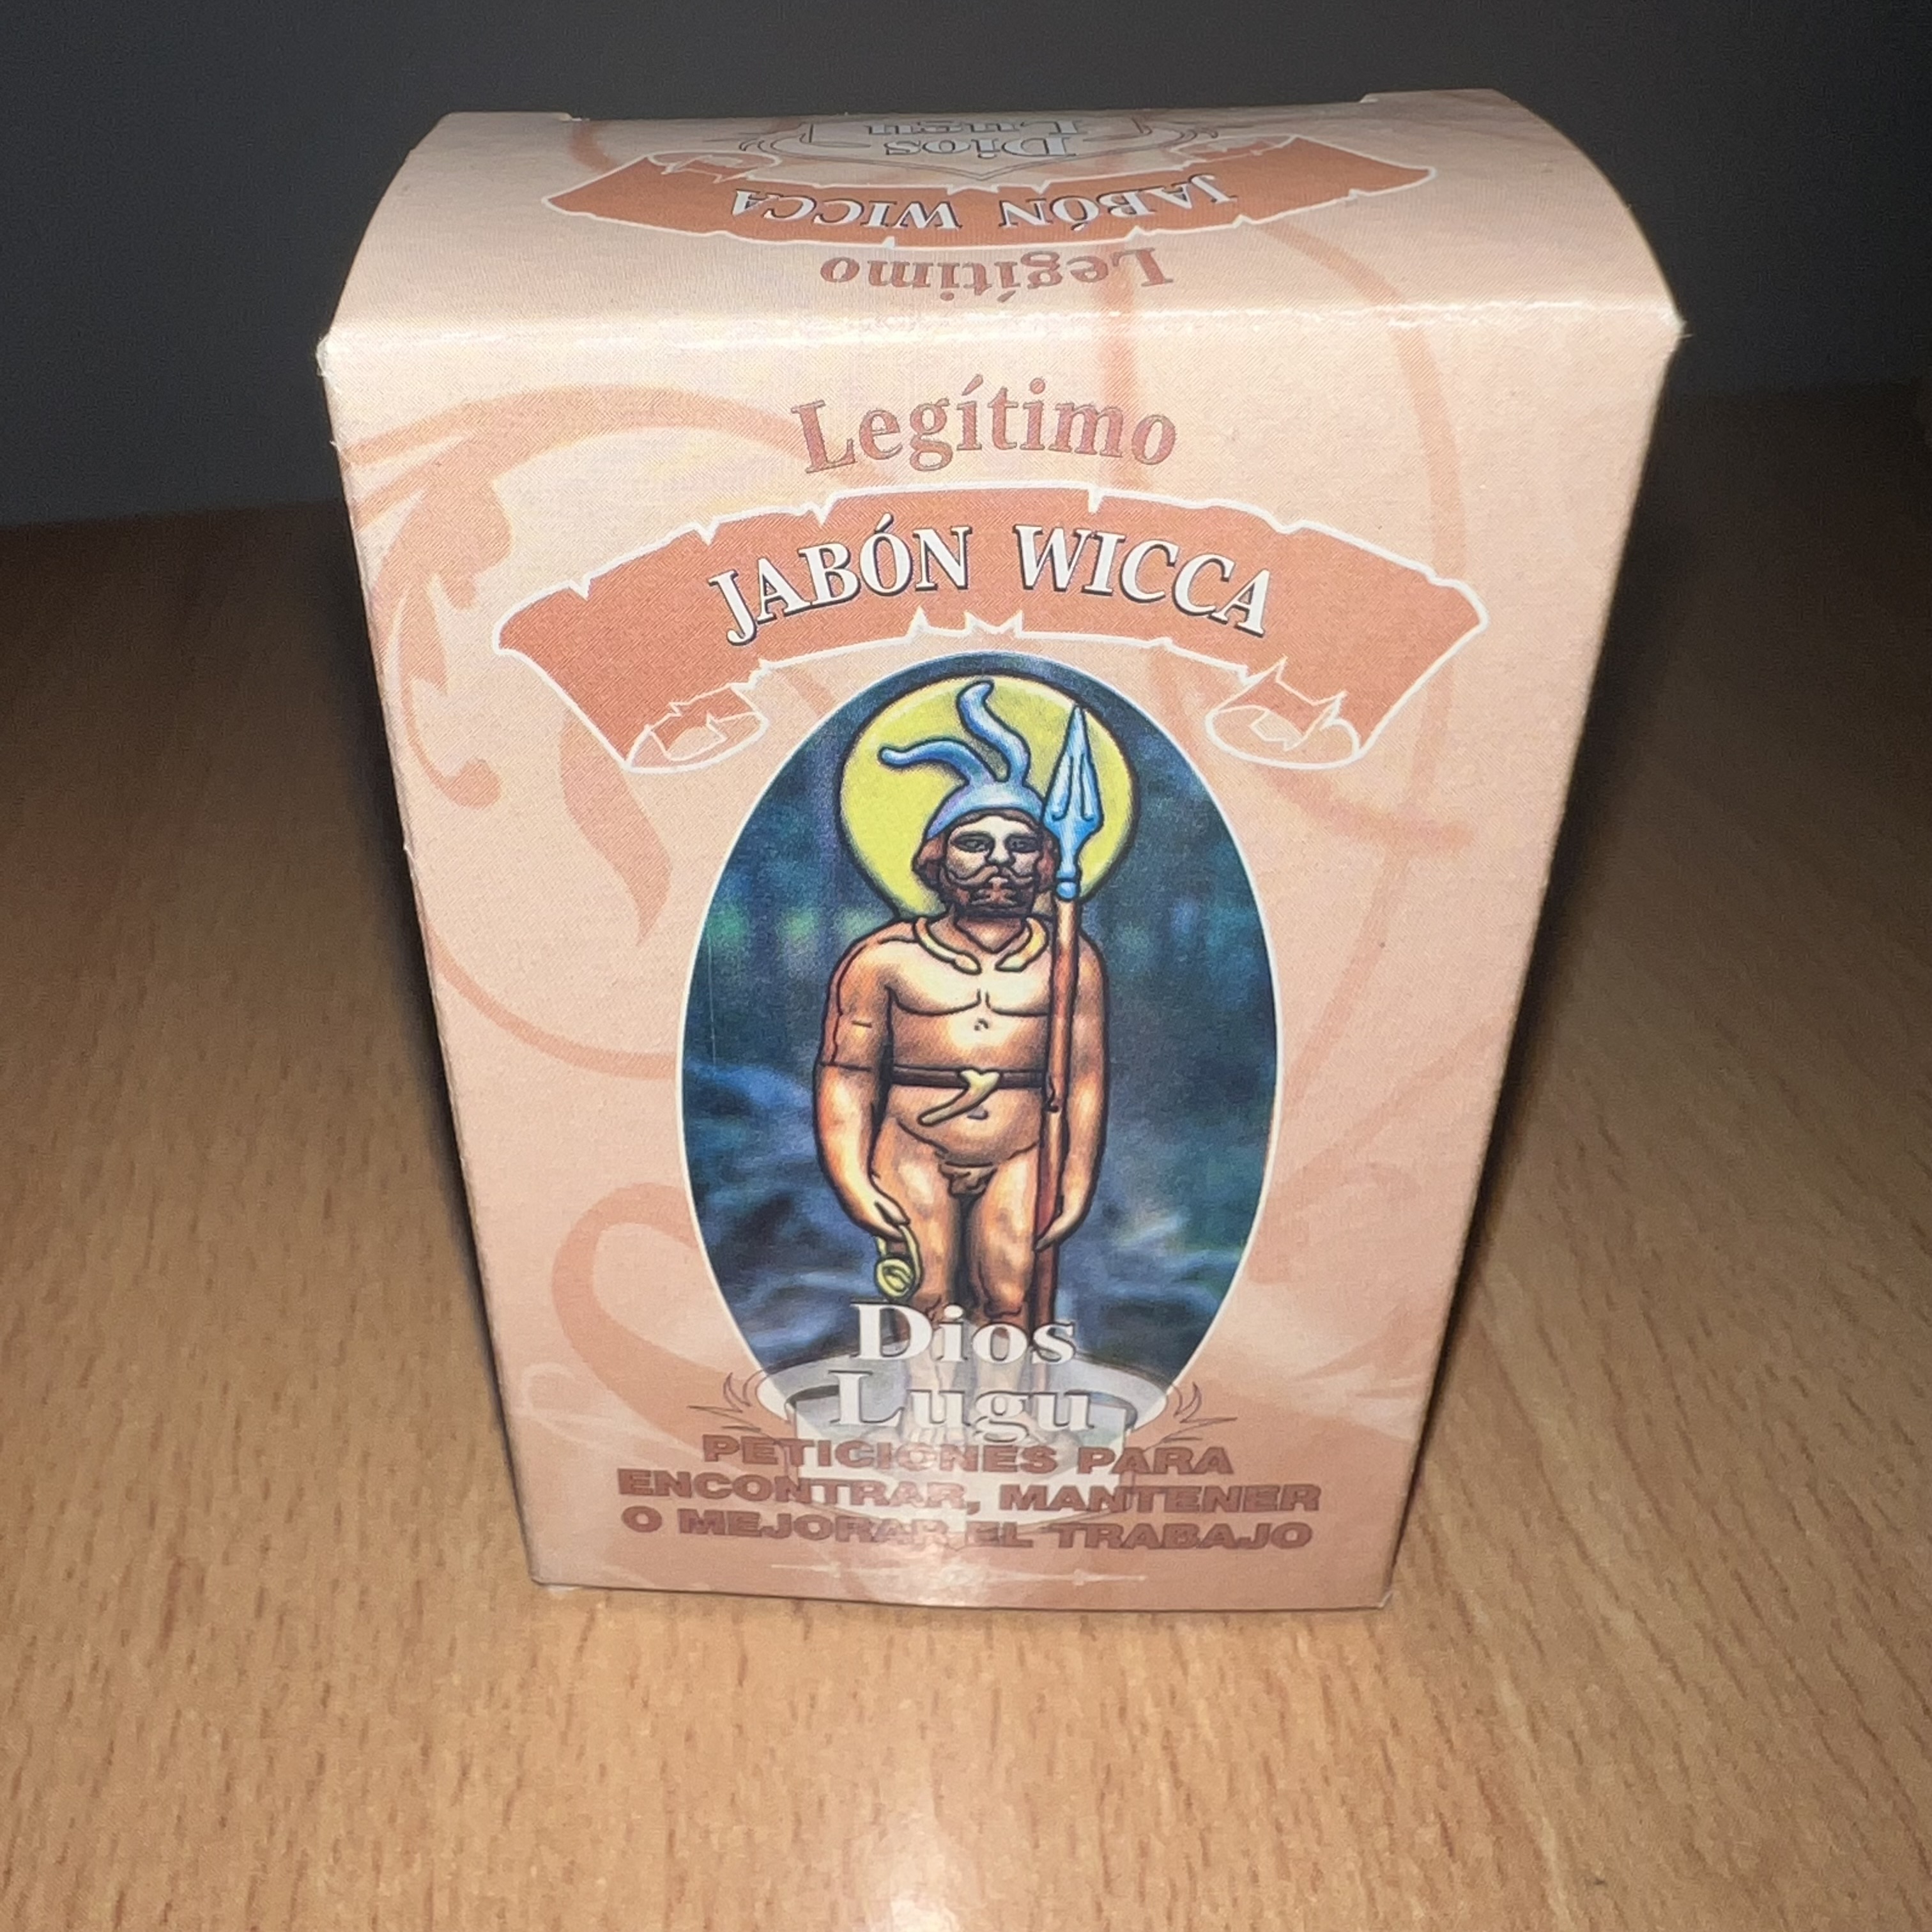 Dios
Lugu
JABÓN WICCA
Legítimo
Legítimo
JABÓN WICCA
Dios
Lugu
PETICIONES PARA
ENCONTRAR, MANTENER
O MEJORAR EL TRABAJO